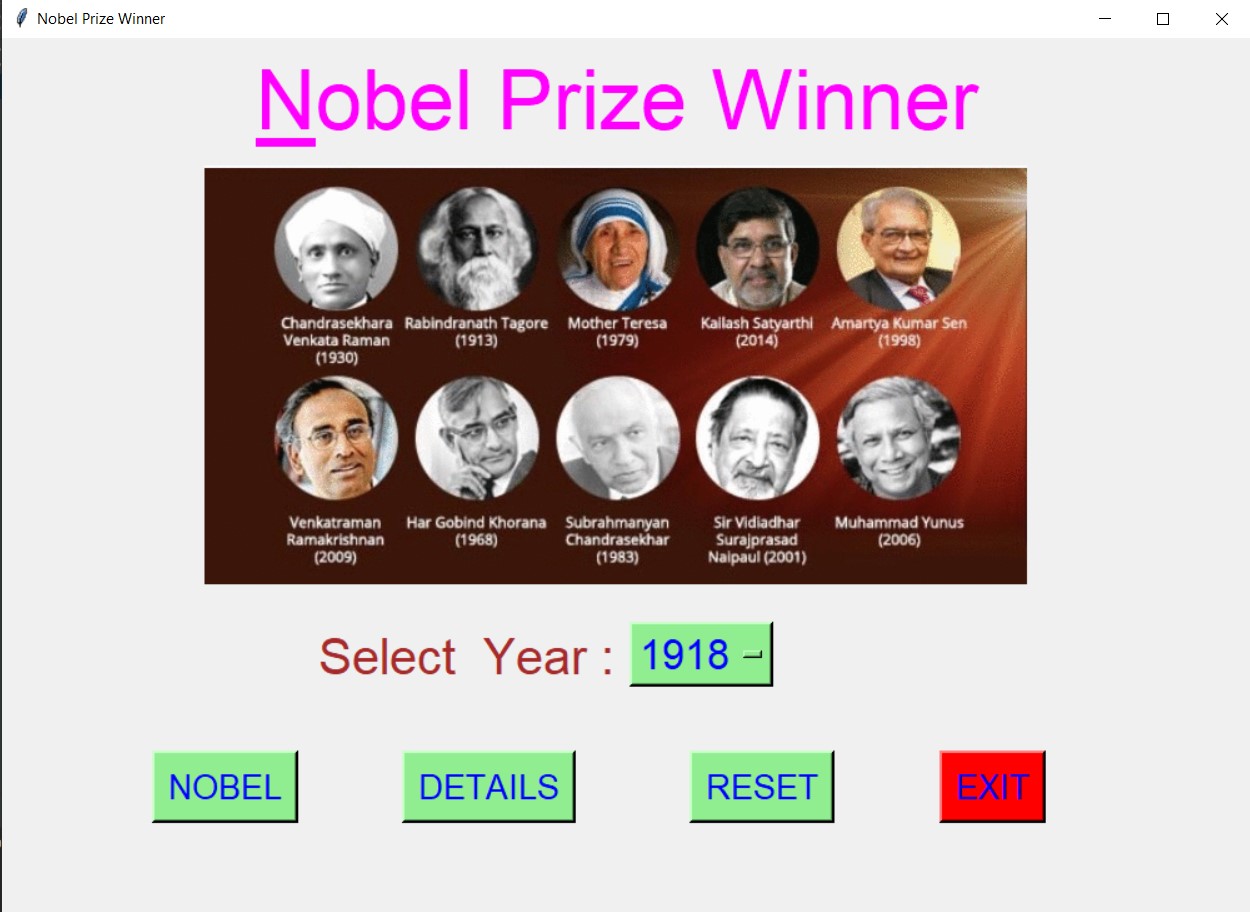 Nobel Prize Winner
Nobel Prize Winner
Chandrasekhara Venkata Raman (1930)
Rabindranath Tagore (1913)
Mother Teresa (1979)
Kailash Satyarthi (2014)
Amartya Kumar Sen (1998)
Venkatraman Ramakrishnan (2009)
Har Gobind Khorana (1968)
Subrahmanyan Chandrasekhar (1983)
Sir Vidiadhar Surajprasad Naipaul (2001)
Muhammad Yunus (2006)
Select Year : 1918
NOBEL DETAILS RESET EXIT